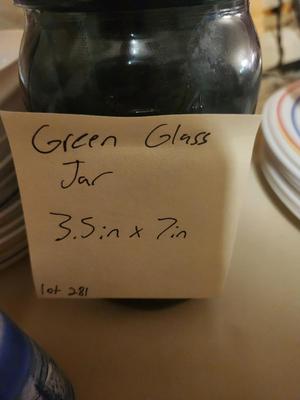 Green Glass
Jar
3.5in x 7in
lot 281